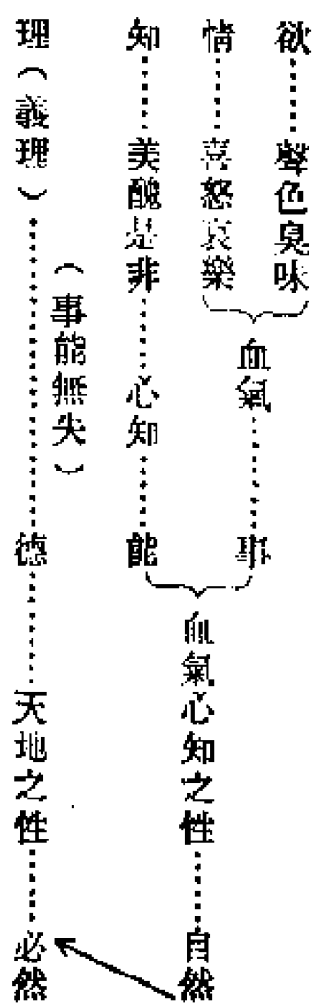 欲……聲色臭味
情……喜怒哀樂
血氣……事
知……美醜是非……心知……能
血氣心知之性……自然
(事能無失)
理(義理)……德……天地之性……必然